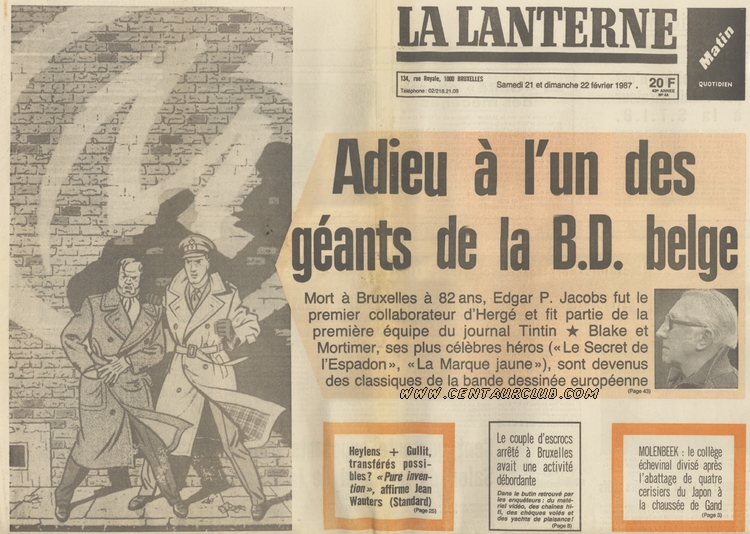 LA LANTERNE
134, rue Royale, 1000 BRUXELLES
Téléphone : 02/218.21.08
Samedi 21 et dimanche 22 février 1987 .
20 F
Matin
QUOTIDIEN
Adieu à l'un des
géants de la B.D. belge
Mort à Bruxelles à 82 ans, Edgar P. Jacobs fut le
premier collaborateur d'Hergé et fit partie de la
première équipe du journal Tintin ★ Blake et
Mortimer, ses plus célèbres héros (« Le Secret de
l'Espadon », « La Marque jaune »), sont devenus
des classiques de la bande dessinée européenne
(Page 43)
WWW.CENTAURCLUB.COM
Heylens + Gullit,
transférés possi-
bles? «Pure inven-
tion», affirme Jean
Wauters (Standard)
(Page 25)
Le couple d'escrocs
arrêté à Bruxelles
avait une activité
débordante
Dans le butin retrouvé par
les enquêteurs : du ma-
tériel vidéo, des chaînes hi-
fi, des chèques volés et
des yachts de plaisance !
(Page 8)
MOLENBEEK : le collège
échevinal divisé après
l'abattage de quatre
cerisiers du Japon à
la chaussée de Gand